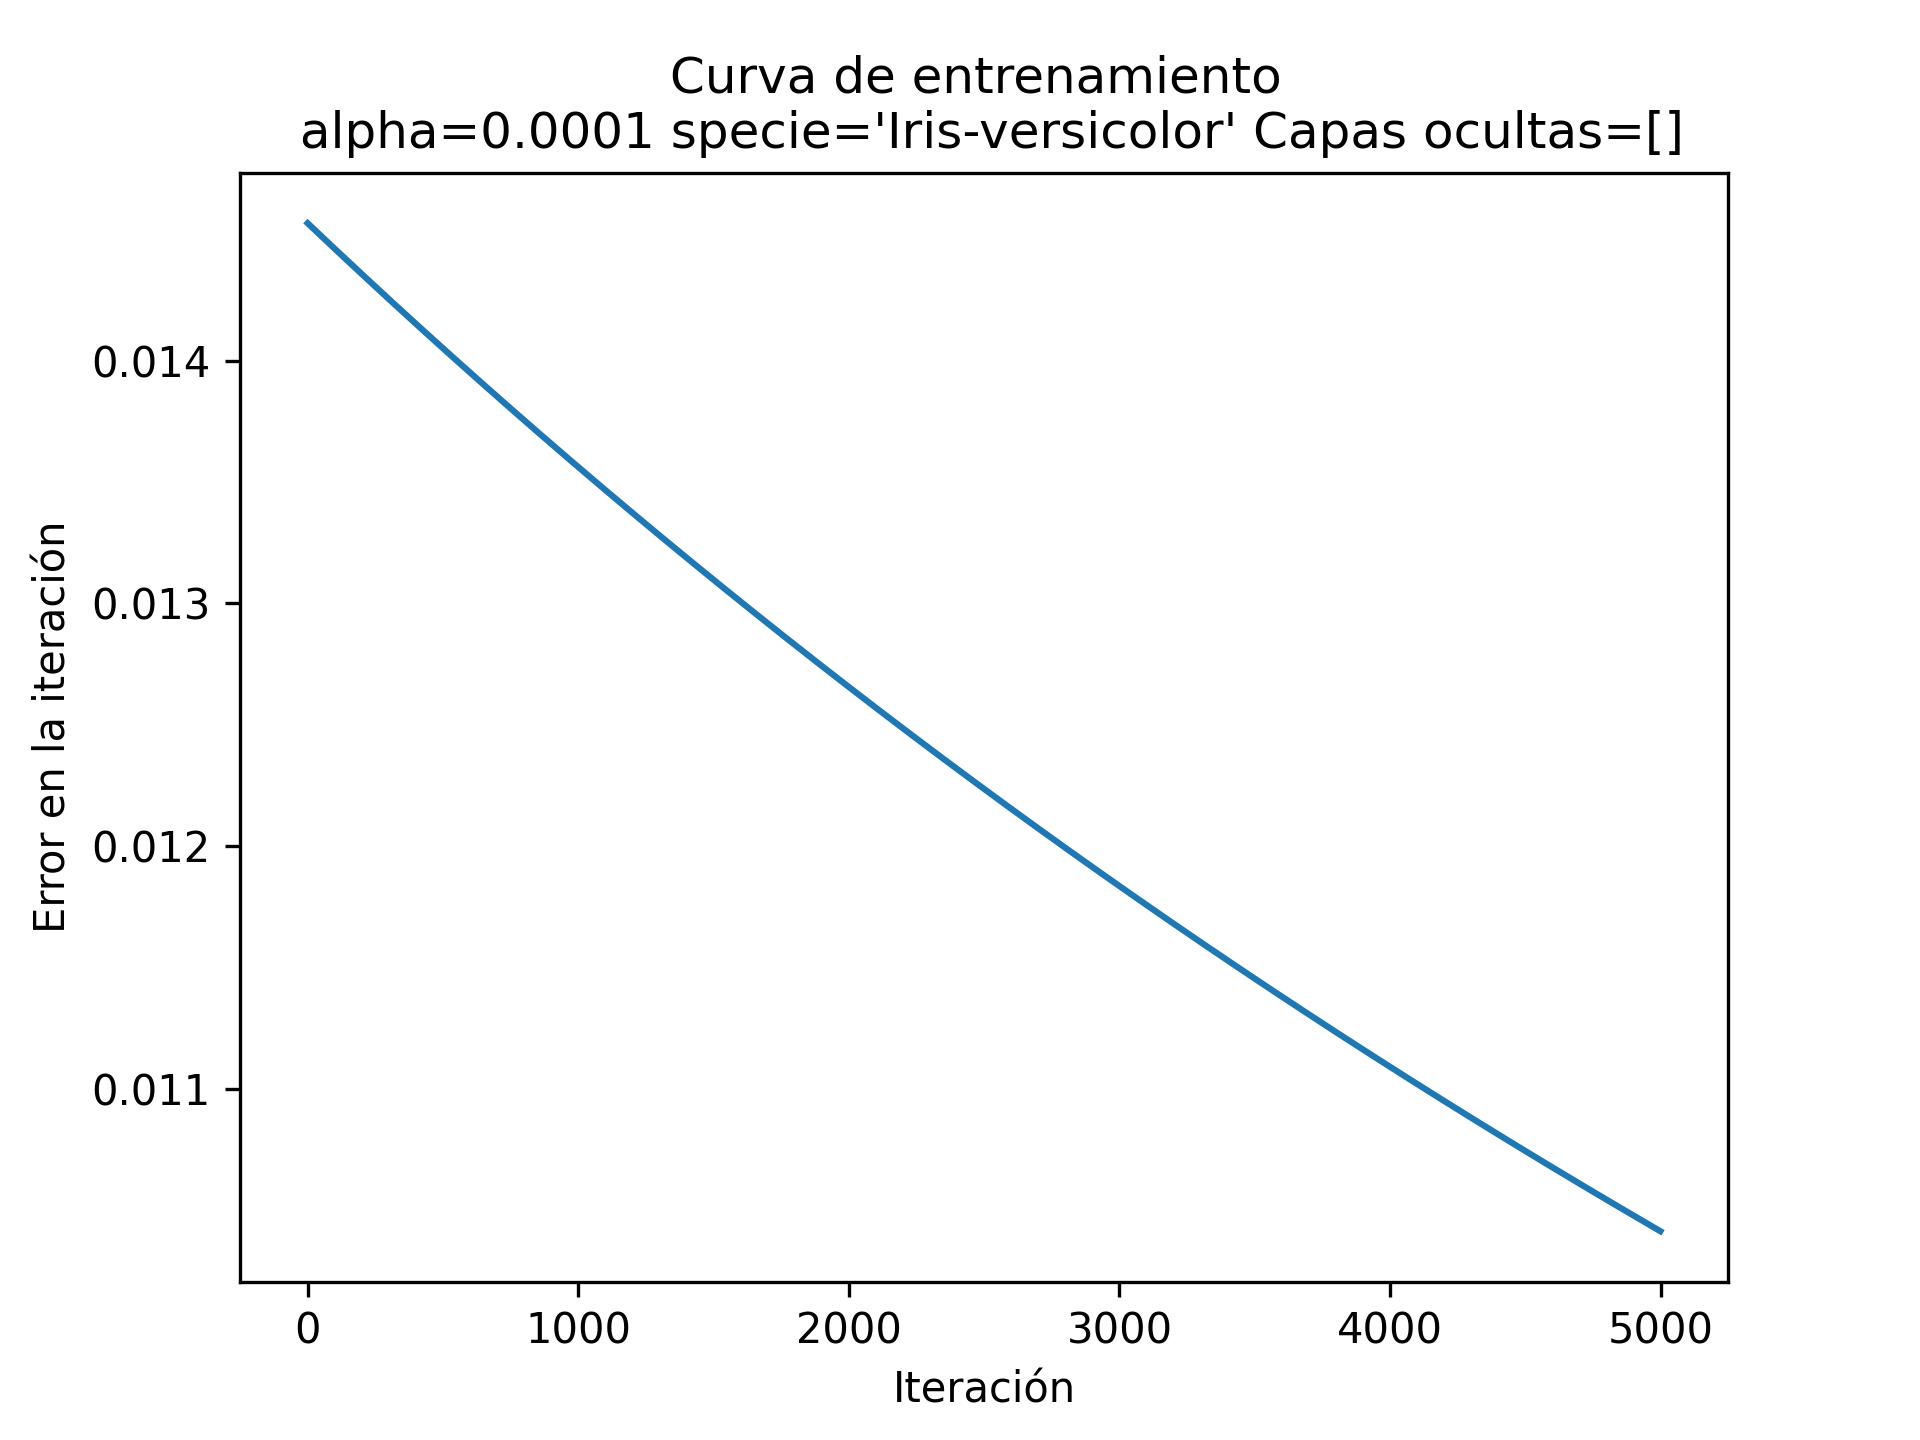 Curva de entrenamiento
alpha=0.0001 specie='Iris-versicolor' Capas ocultas=[]
Error en la iteración
0.014
0.013
0.012
0.011
0
1000
2000
3000
4000
5000
Iteración